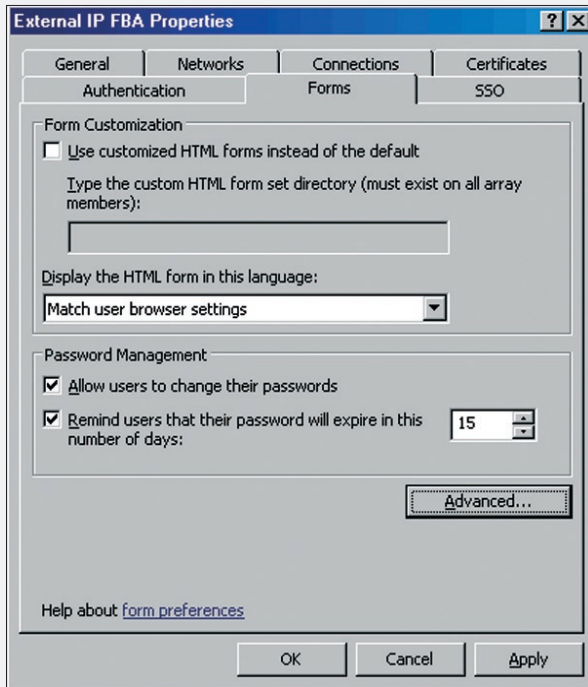 External IP FBA Properties
General
Networks
Connections
Certificates
Authentication
Forms
SSO
Form Customization
Use customized HTML forms instead of the default
Type the custom HTML form set directory (must exist on all array
members):
Display the HTML form in this language:
Match user browser settings
Password Management
Allow users to change their passwords
Remind users that their password will expire in this
number of days:
15
Advanced...
Help about form preferences
OK
Cancel
Apply